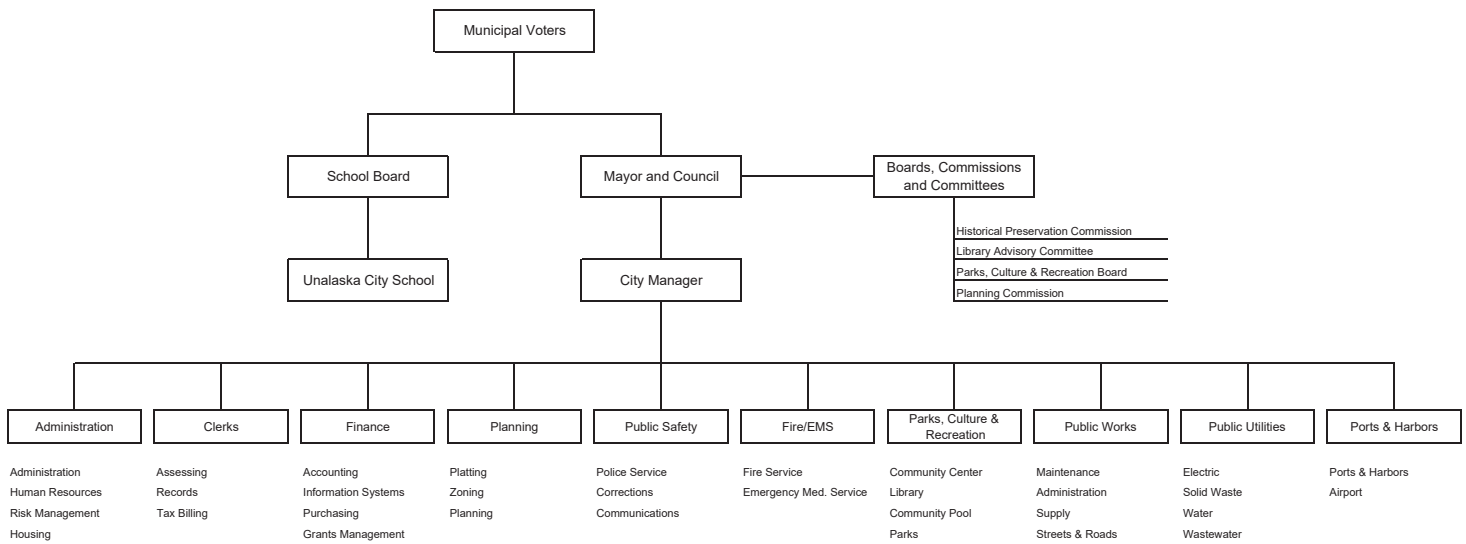 Municipal Voters
School Board
Mayor and Council
Boards, Commissions
and Committees
Historical Preservation Commission
Library Advisory Committee
Parks, Culture & Recreation Board
Planning Commission
Unalaska City School
City Manager
Administration
Clerks
Finance
Planning
Public Safety
Fire/EMS
Parks, Culture &
Recreation
Public Works
Public Utilities
Ports & Harbors
Administration
Human Resources
Risk Management
Housing
Assessing
Records
Tax Billing
Accounting
Information Systems
Purchasing
Grants Management
Platting
Zoning
Planning
Police Service
Corrections
Communications
Fire Service
Emergency Med. Service
Community Center
Library
Community Pool
Parks
Maintenance
Administration
Supply
Streets & Roads
Electric
Solid Waste
Water
Wastewater
Ports & Harbors
Airport